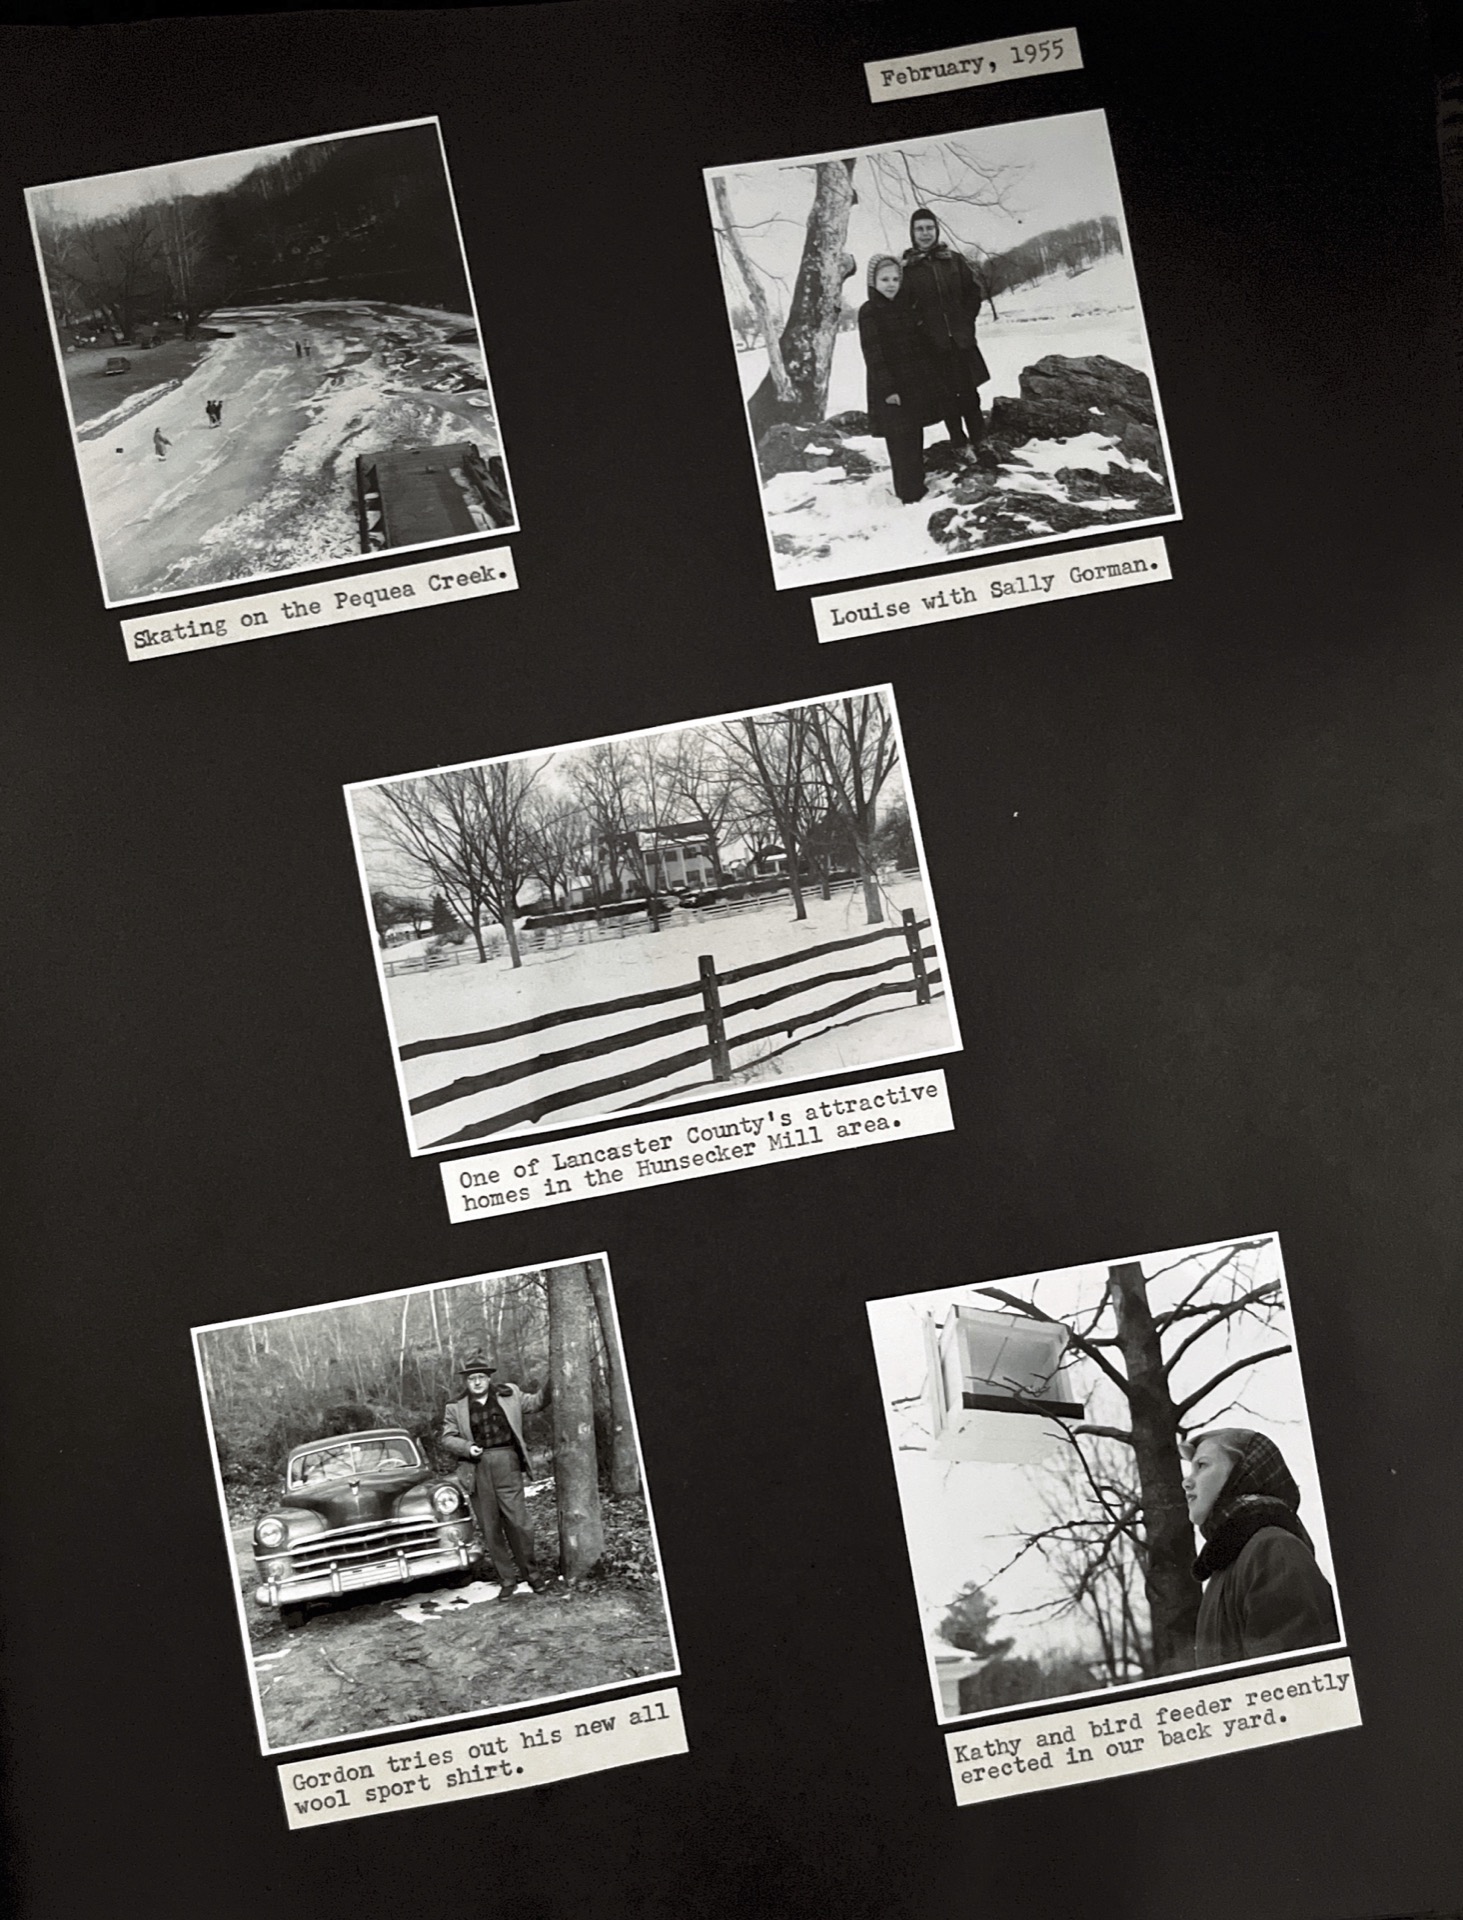 February, 1955
Skating on the Pequea Creek.
Louise with Sally Gorman.
One of Lancaster County's attractive
homes in the Hunsecker Mill area.
Gordon tries out his new all
wool sport shirt.
Kathy and bird feeder recently
erected in our back yard.